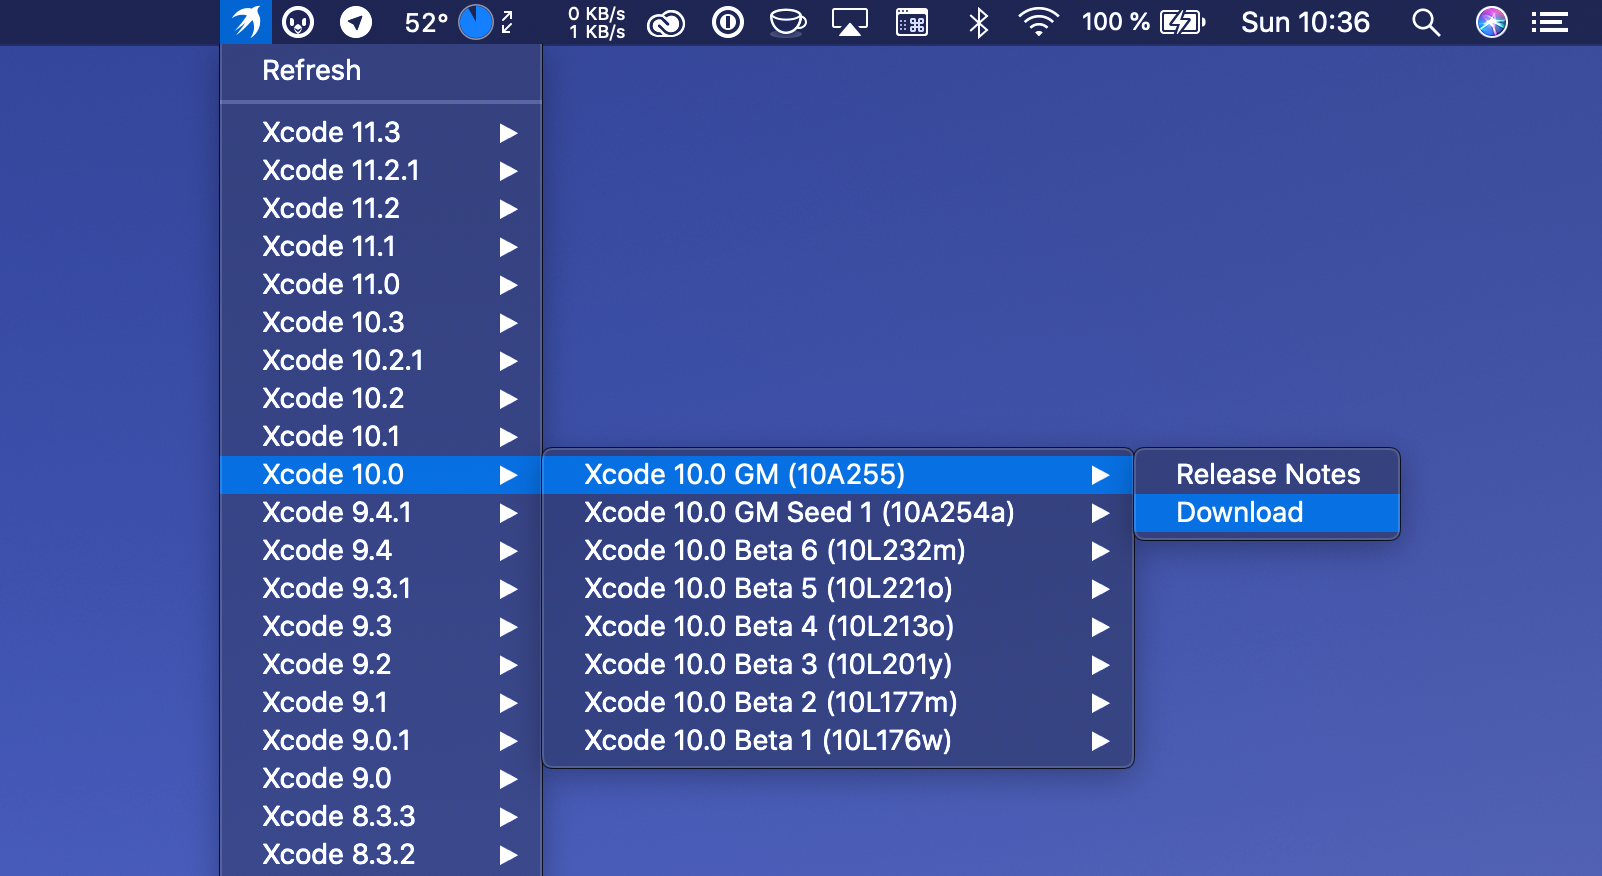 52°
0 KB/s
1 KB/s
100 %
Sun 10:36
Refresh
Xcode 11.3
Xcode 11.2.1
Xcode 11.2
Xcode 11.1
Xcode 11.0
Xcode 10.3
Xcode 10.2.1
Xcode 10.2
Xcode 10.1
Xcode 10.0
Xcode 9.4.1
Xcode 9.4
Xcode 9.3.1
Xcode 9.3
Xcode 9.2
Xcode 9.1
Xcode 9.0.1
Xcode 9.0
Xcode 8.3.3
Xcode 8.3.2
Xcode 10.0 GM (10A255)
Xcode 10.0 GM Seed 1 (10A254a)
Xcode 10.0 Beta 6 (10L232m)
Xcode 10.0 Beta 5 (10L221o)
Xcode 10.0 Beta 4 (10L213o)
Xcode 10.0 Beta 3 (10L201y)
Xcode 10.0 Beta 2 (10L177m)
Xcode 10.0 Beta 1 (10L176w)
Release Notes
Download